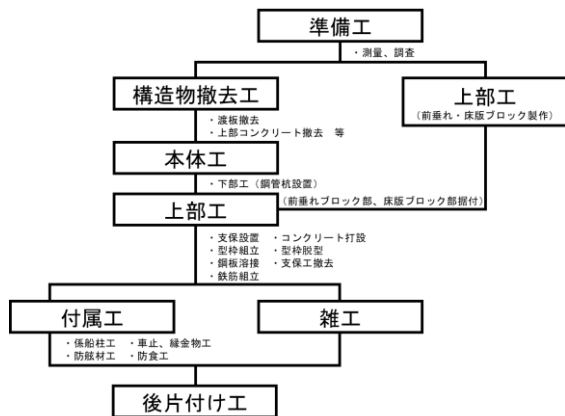 準備工
・測量、調査
構造物撤去工
上部工
(前垂れ・床版ブロック製作)
・渡板撤去
・上部コンクリート撤去　等
本体工
・下部工（鋼管杭設置）
(前垂れブロック部、床版ブロック部据付)
上部工
・支保設置　・コンクリート打設
・型枠組立　・型枠脱型
・鋼板溶接　・支保工撤去
・鉄筋組立
付属工
雑工
・係船柱工　・車止、縁金物工
・防舷材工　・防食工
後片付け工